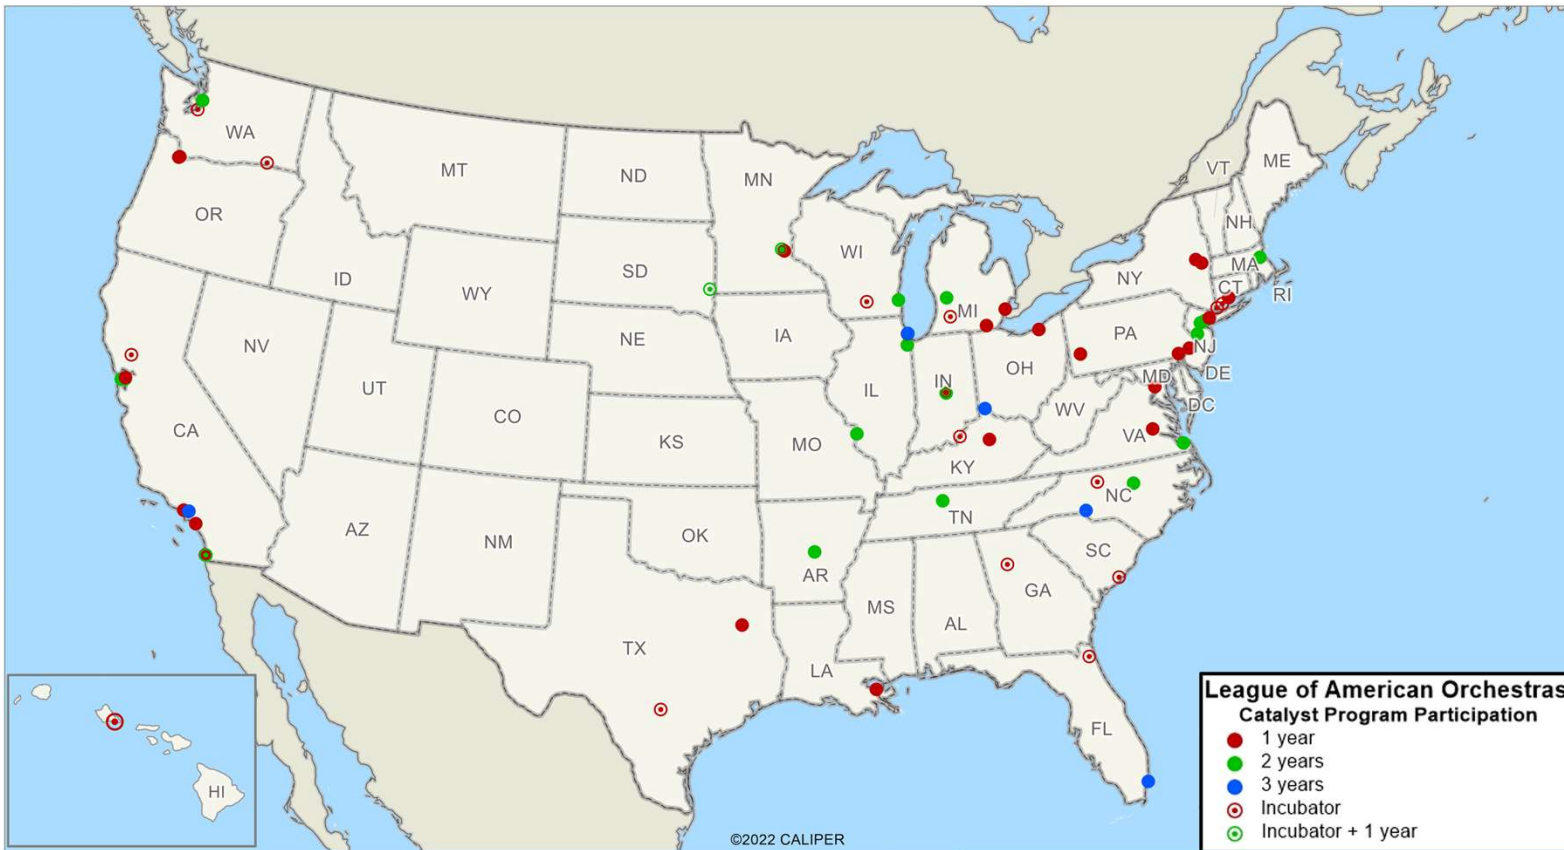 WA
MT
ND
MN
VT
ME
OR
NH
ID
SD
WI
NY
MA
WY
MI
CT
RI
NV
NE
IA
PA
UT
IL
IN
OH
NJ
CO
MD
DE
CA
KS
MO
WV
DC
KY
VA
AZ
NM
OK
TN
NC
AR
SC
MS
AL
GA
TX
LA
FL
HI
League of American Orchestras
Catalyst Program Participation
1 year
2 years
3 years
Incubator
Incubator + 1 year
©2022 CALIPER